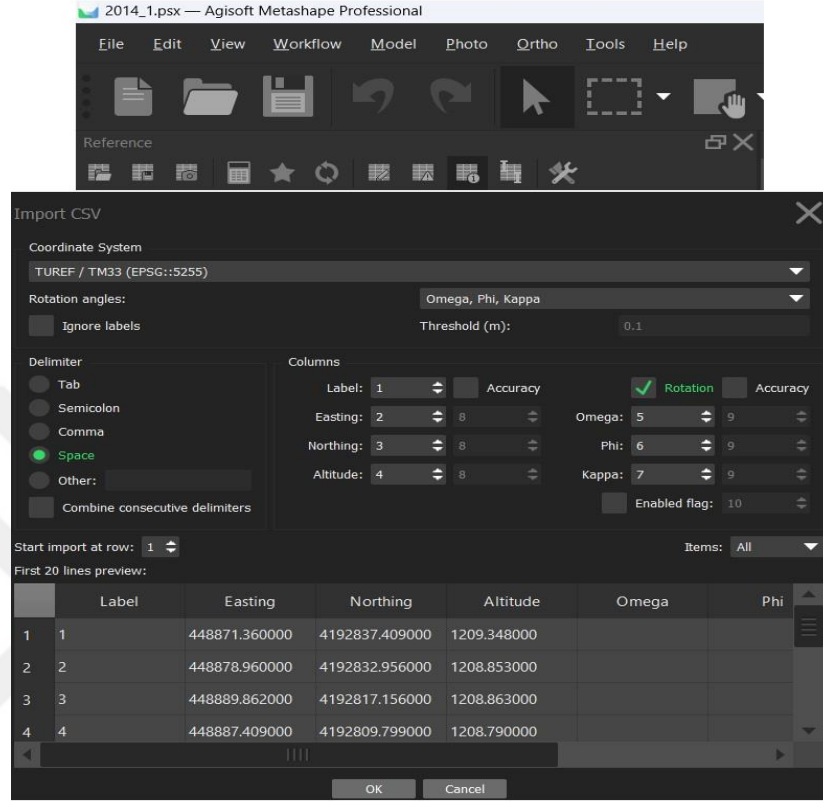 2014_1.psx — Agisoft Metashape Professional
File Edit View Workflow Model Photo Ortho Tools Help
Reference
Import CSV
Coordinate System
TUREF / TM33 (EPSG::5255)
Rotation angles: Omega, Phi, Kappa
Ignore labels Threshold (m): 0.1
Delimiter Columns
Tab Label: 1 Accuracy Rotation Accuracy
Semicolon Easting: 2 8 Omega: 5 9
Comma Northing: 3 8 Phi: 6 9
Space Altitude: 4 8 Kappa: 7 9
Other: Enabled flag: 10
Combine consecutive delimiters
Start import at row: 1 Items: All
First 20 lines preview:
Label Easting Northing Altitude Omega Phi
1 1 448871.360000 4192837.409000 1209.348000
2 2 448878.960000 4192832.956000 1208.853000
3 3 448889.862000 4192817.156000 1208.863000
4 4 448887.409000 4192809.799000 1208.790000
OK Cancel